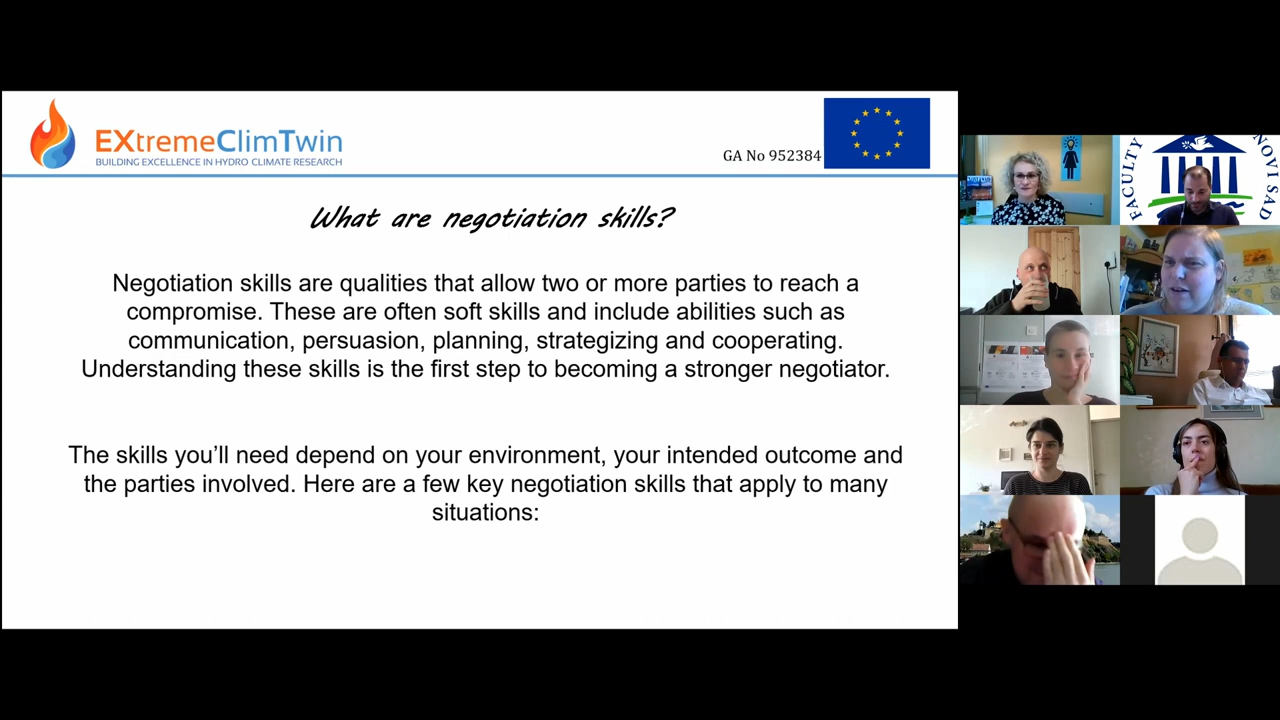 EXtremeClimTwin
BUILDING EXCELLENCE IN HYDRO CLIMATE RESEARCH
GA No 952384
What are negotiation skills?
Negotiation skills are qualities that allow two or more parties to reach a
compromise. These are often soft skills and include abilities such as
communication, persuasion, planning, strategizing and cooperating.
Understanding these skills is the first step to becoming a stronger negotiator.
The skills you’ll need depend on your environment, your intended outcome and
the parties involved. Here are a few key negotiation skills that apply to many
situations:
FACULTY
NOVI SAD